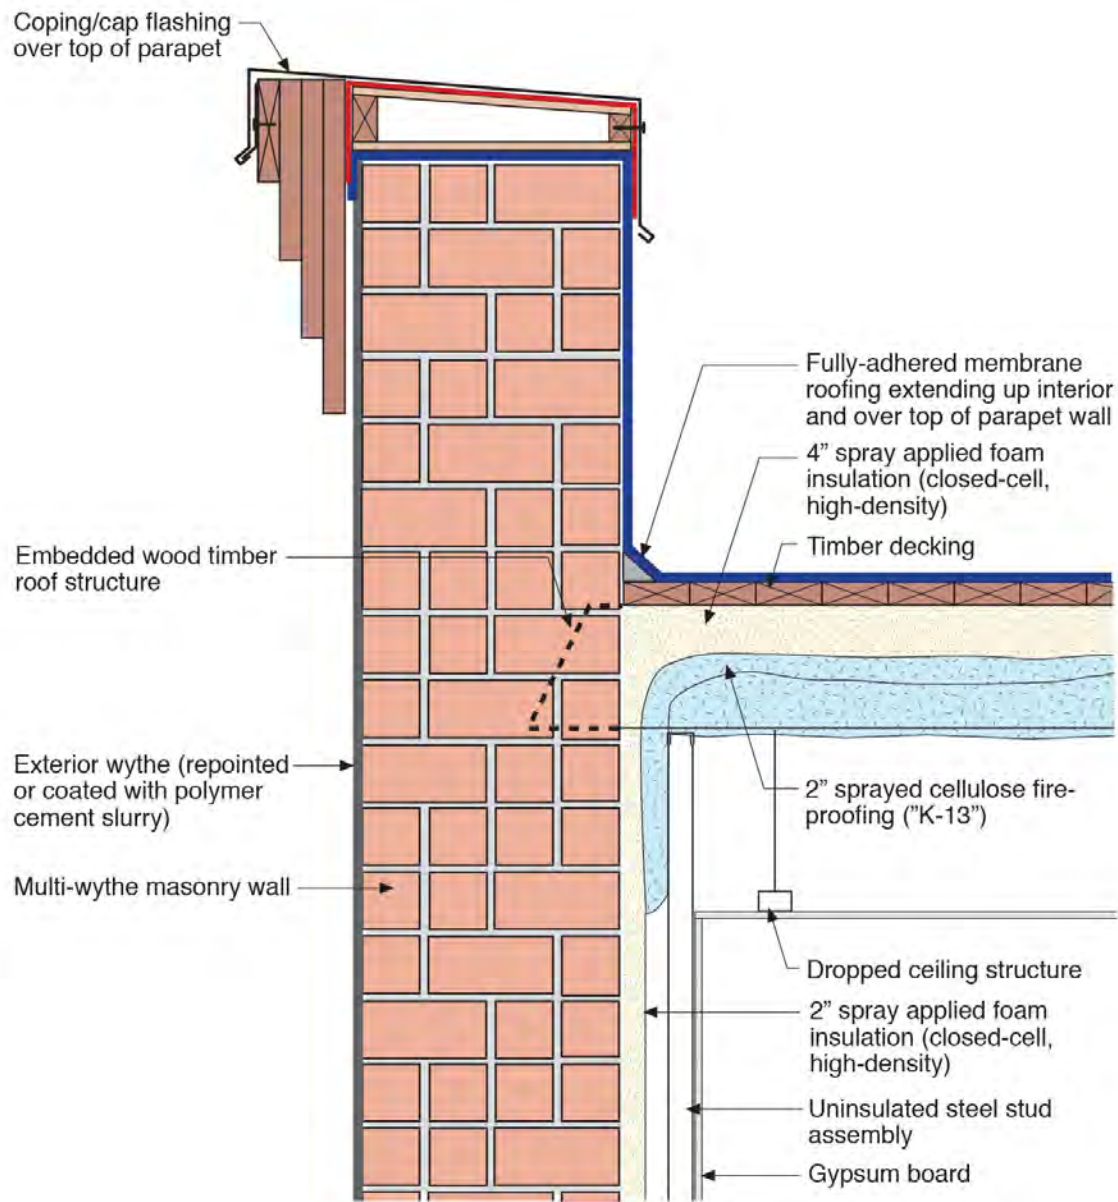 Coping/cap flashing
over top of parapet
Fully-adhered membrane
roofing extending up interior
and over top of parapet wall
4” spray applied foam
insulation (closed-cell,
high-density)
Timber decking
Embedded wood timber
roof structure
Exterior wythe (repointed
or coated with polymer
cement slurry)
2” sprayed cellulose fire-
proofing (”K-13”)
Multi-wythe masonry wall
Dropped ceiling structure
2” spray applied foam
insulation (closed-cell,
high-density)
Uninsulated steel stud
assembly
Gypsum board